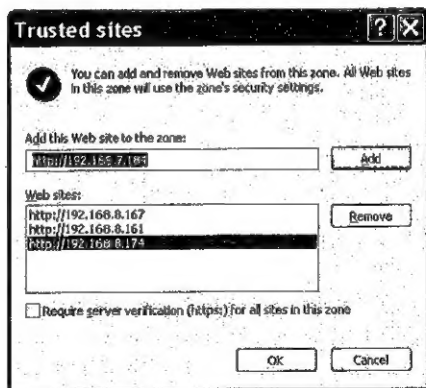 Trusted sites
You can add and remove Web sites from this zone. All Web sites
in this zone will use the zone's security settings.
Add this Web site to the zone:
http://192.168.7.184
Add
Web sites:
http://192.168.8.167
http://192.168.8.161
http://192.168.8.174
Remove
Require server verification (https:) for all sites in this zone
OK
Cancel